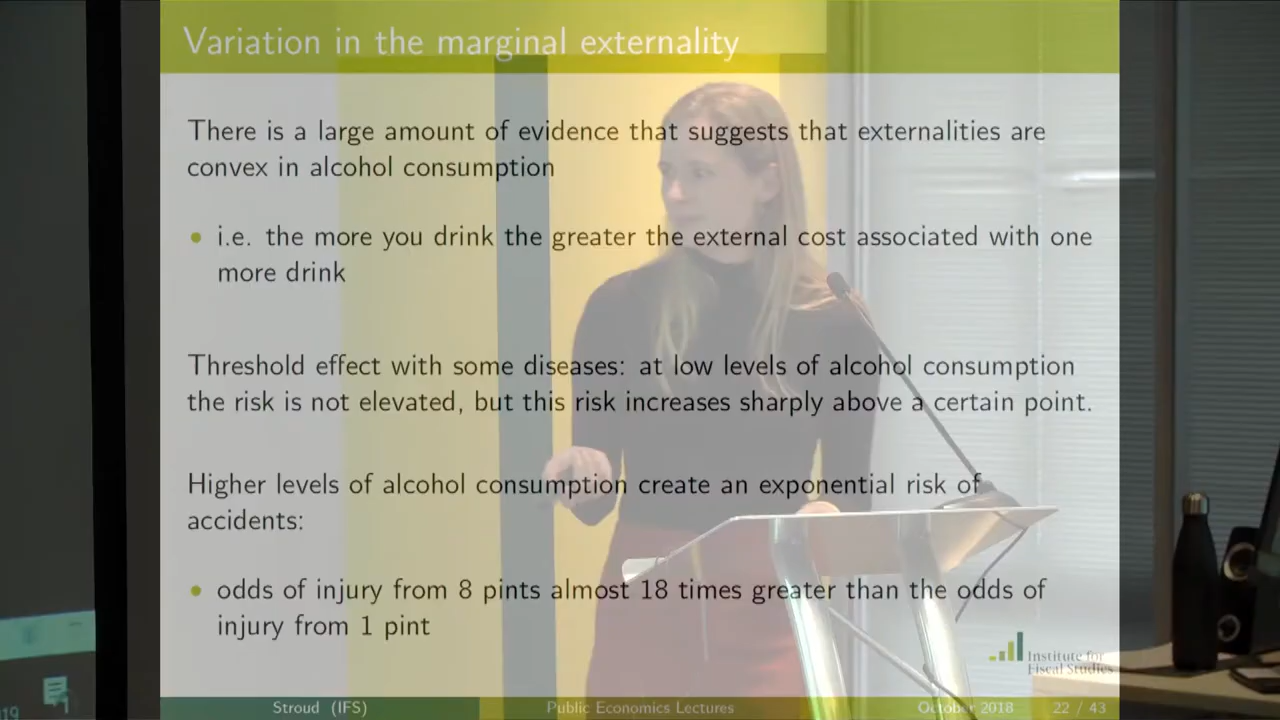 Variation in the marginal externality
There is a large amount of evidence that suggests that externalities are
convex in alcohol consumption
• i.e. the more you drink the greater the external cost associated with one
more drink
Threshold effect with some diseases: at low levels of alcohol consumption
the risk is not elevated, but this risk increases sharply above a certain point.
Higher levels of alcohol consumption create an exponential risk of
accidents:
• odds of injury from 8 pints almost 18 times greater than the odds of
injury from 1 pint
Institute for
Fiscal Studies
Stroud (IFS) Public Economics Lectures October 2018 22 / 43